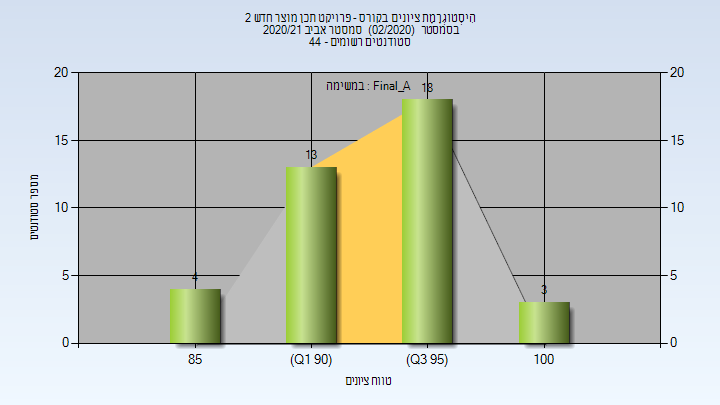 הִיסְטוֹגְרָמַת ציונים בקורס - פרויקט תכן מוצר חדש 2
בסמסטר (02/2020) סמסטר אביב 2020/21
סטודנטים רשומים - 44
במשימה : Final_A
20 20
15 15
10 10
5 5
0 0
4 13 18 3
מספר סטודנטים
85 (Q1 90) (Q3 95) 100
טווח ציונים